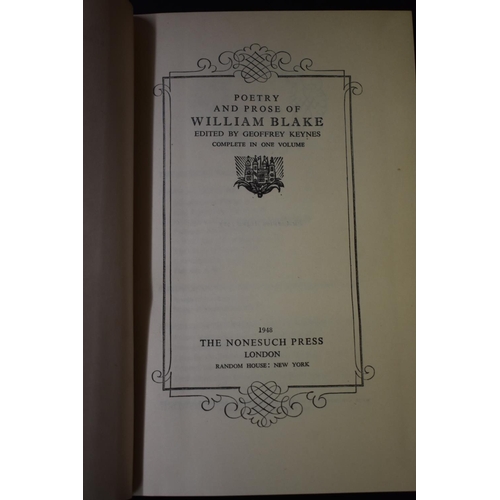 POETRY
AND PROSE OF
WILLIAM BLAKE
EDITED BY GEOFFREY KEYNES
COMPLETE IN ONE VOLUME
1946
THE NONESUCH PRESS
LONDON
RANDOM HOUSE: NEW YORK